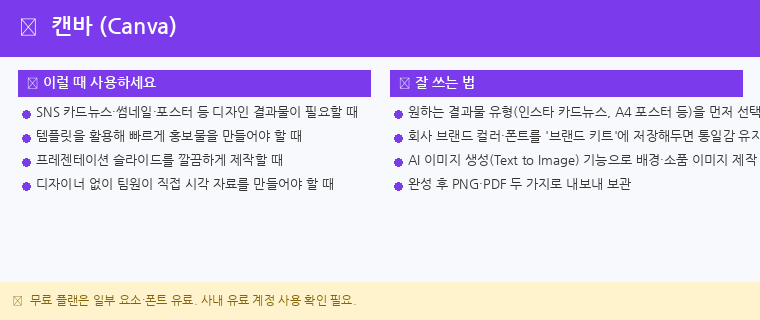 캔바 (Canva)
이럴 때 사용하세요
SNS 카드뉴스·썸네일·포스터 등 디자인 결과물이 필요할 때
템플릿을 활용해 빠르게 홍보물을 만들어야 할 때
프레젠테이션 슬라이드를 깔끔하게 제작할 때
디자이너 없이 팀원이 직접 시각 자료를 만들어야 할 때
잘 쓰는 법
원하는 결과물 유형(인스타 카드뉴스, A4 포스터 등)을 먼저 선택
회사 브랜드 컬러·폰트를 '브랜드 키트'에 저장해두면 통일감 유지
AI 이미지 생성(Text to Image) 기능으로 배경·소품 이미지 제작
완성 후 PNG·PDF 두 가지로 내보내 보관
무료 플랜은 일부 요소·폰트 유료. 사내 유료 계정 사용 확인 필요.